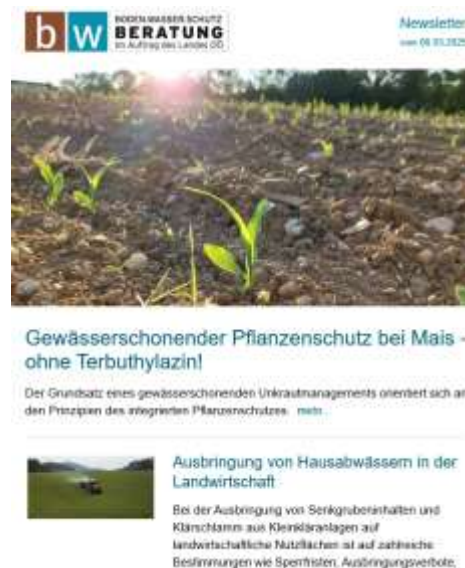 bw
BODEN.WASSER.SCHUTZ
BERATUNG
Im Auftrag des Landes OÖ
Newsletter
vom
Gewässerschonender Pflanzenschutz bei Mais -
ohne Terbuthylazin!
Der Grundsatz eines gewässerschonenden Unkrautmanagements orientiert sich an
den Prinzipien des integrierten Pflanzenschutzes. mehr...
Ausbringung von Hausabwässern in der
Landwirtschaft
Bei der Ausbringung von Senkgrubeninhalten und
Klärschlamm aus Kleinkläranlagen auf
landwirtschaftliche Nutzflächen ist auf zahlreiche
Bestimmungen wie Sperrfristen, Ausbringungsverbote,